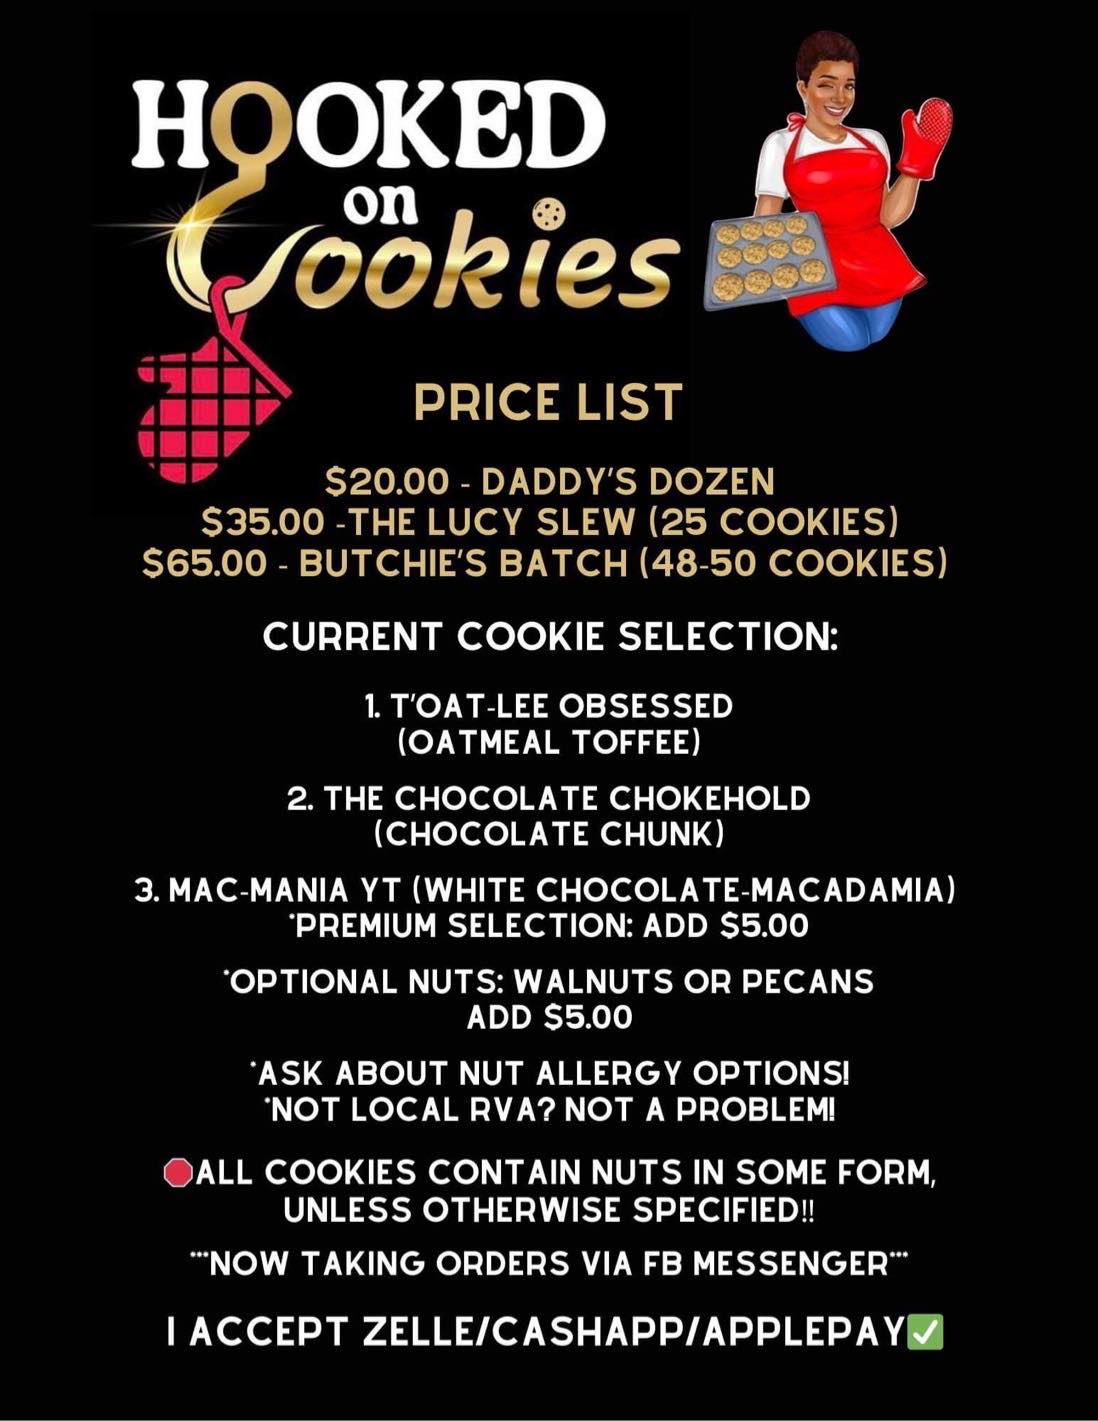 HOOKED
on
Cookies
PRICE LIST
$20.00 - DADDY'S DOZEN
$35.00 -THE LUCY SLEW (25 COOKIES)
$65.00 - BUTCHIE'S BATCH (48-50 COOKIES)
CURRENT COOKIE SELECTION:
1. T'OAT-LEE OBSESSED
(OATMEAL TOFFEE)
2. THE CHOCOLATE CHOKEHOLD
(CHOCOLATE CHUNK)
3. MAC-MANIA YT (WHITE CHOCOLATE-MACADAMIA)
*PREMIUM SELECTION: ADD $5.00
*OPTIONAL NUTS: WALNUTS OR PECANS
ADD $5.00
*ASK ABOUT NUT ALLERGY OPTIONS!
*NOT LOCAL RVA? NOT A PROBLEM!
🛑ALL COOKIES CONTAIN NUTS IN SOME FORM,
UNLESS OTHERWISE SPECIFIED!!
***NOW TAKING ORDERS VIA FB MESSENGER***
I ACCEPT ZELLE/CASHAPP/APPLEPAY✅